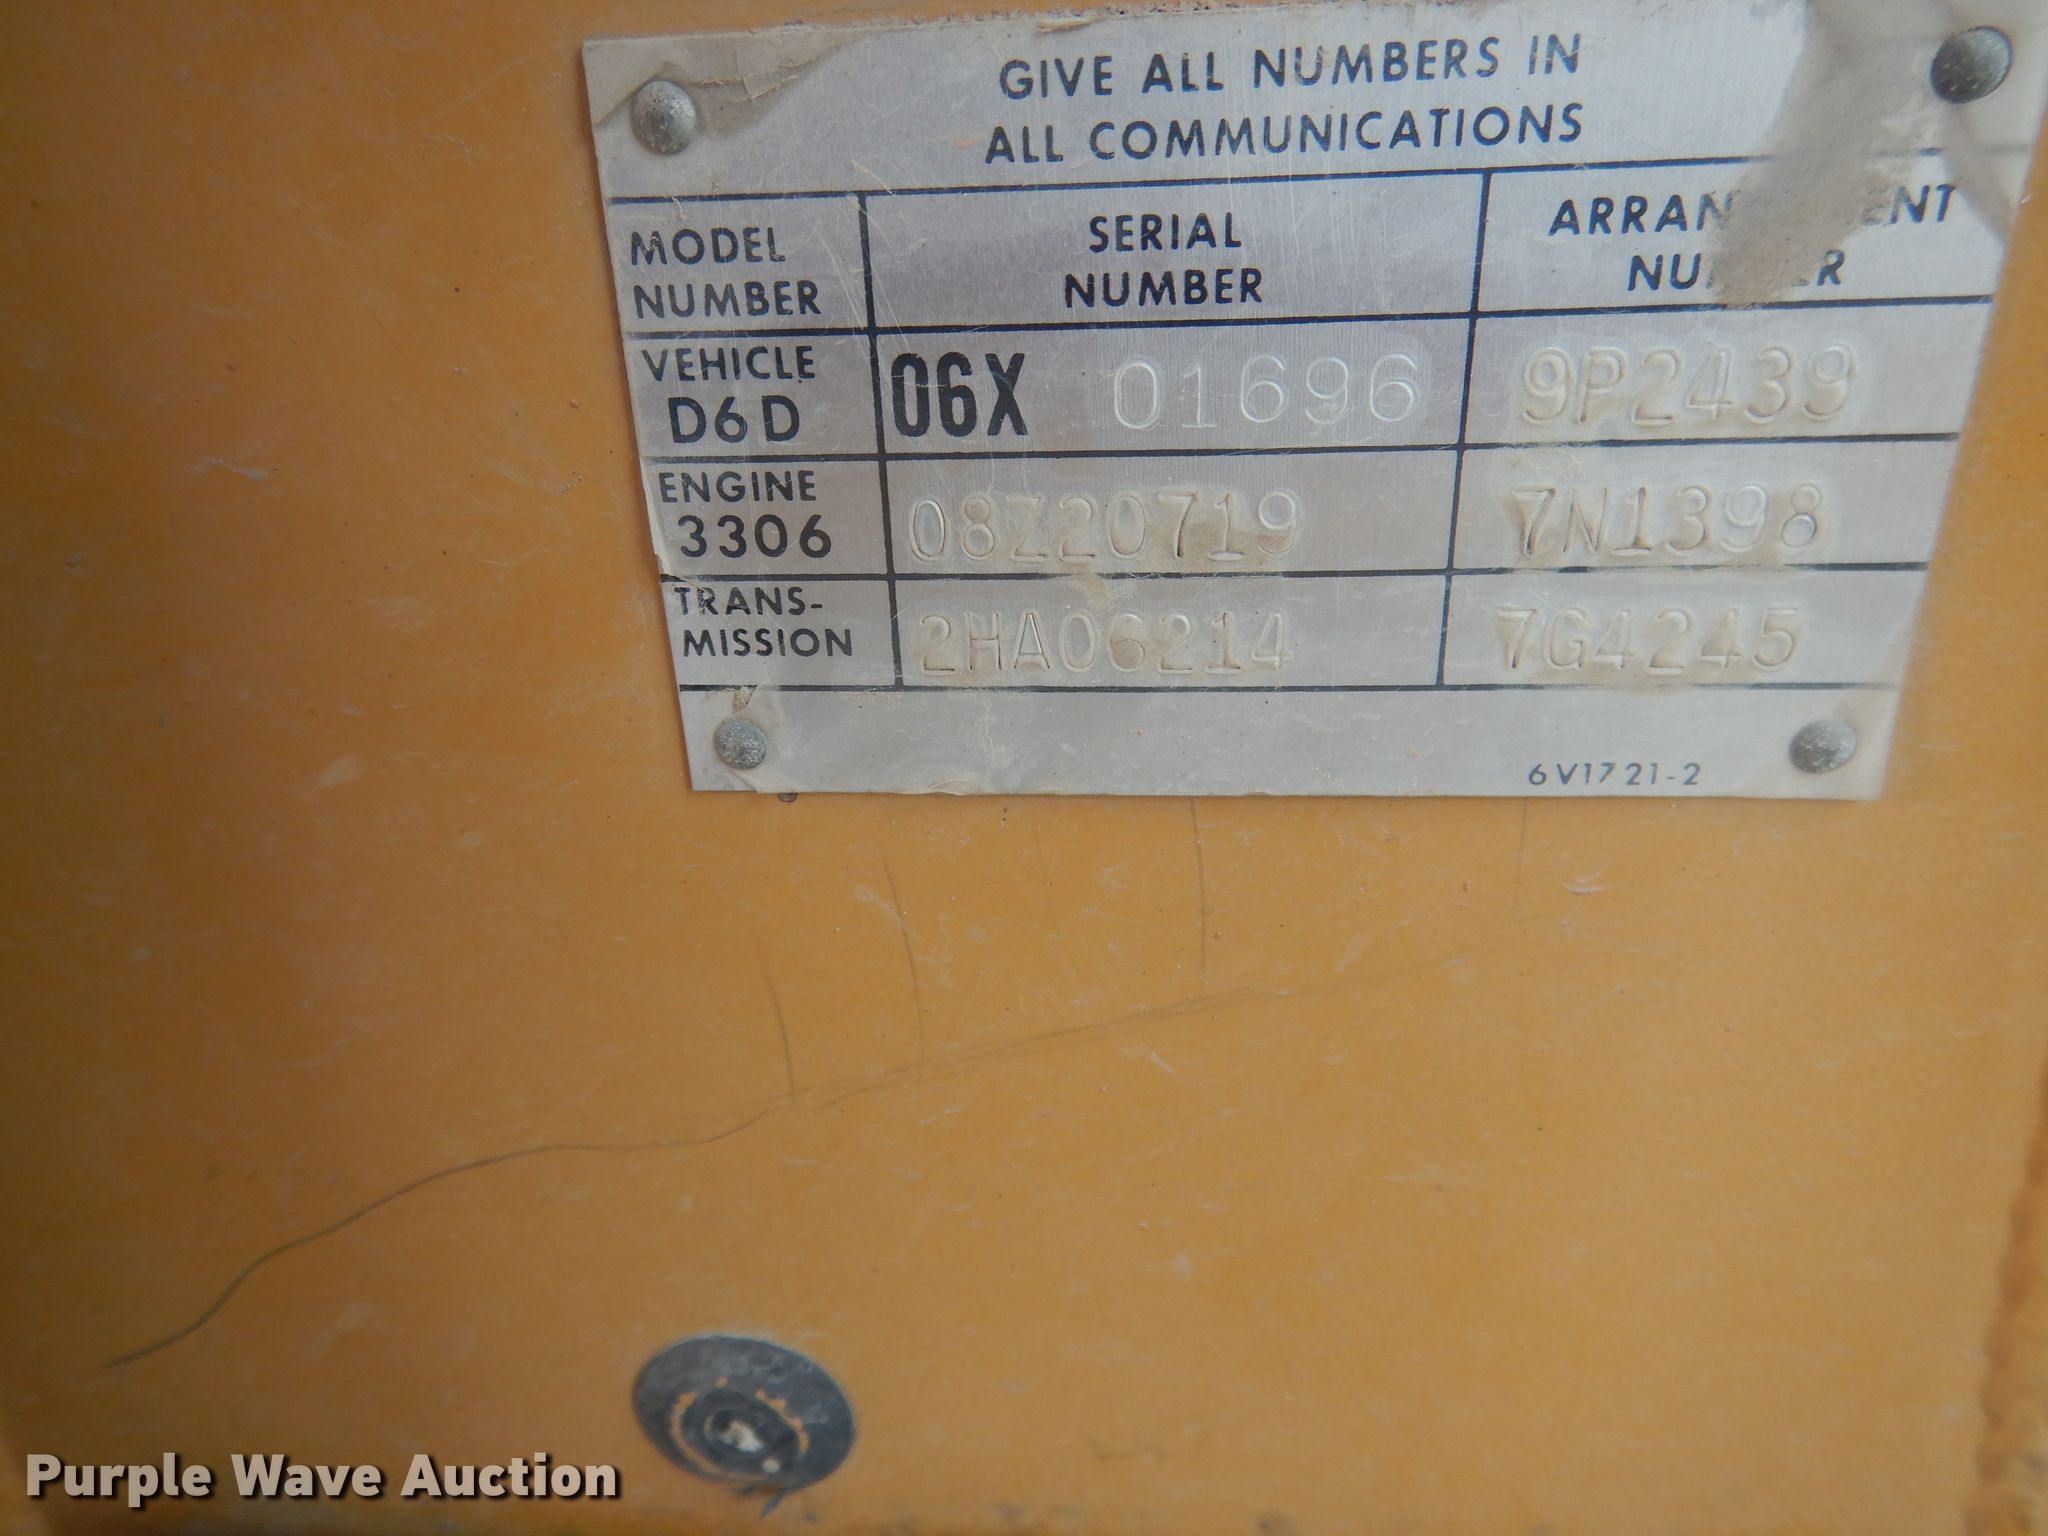 GIVE ALL NUMBERS IN
ALL COMMUNICATIONS
MODEL
NUMBER
SERIAL
NUMBER
VEHICLE
D6D
06X 01696
9P2439
ENGINE
3306
08Z20719
7N1398
TRANS-
MISSION
2HA06214
7G4245
6V1721-2
Purple Wave Auction